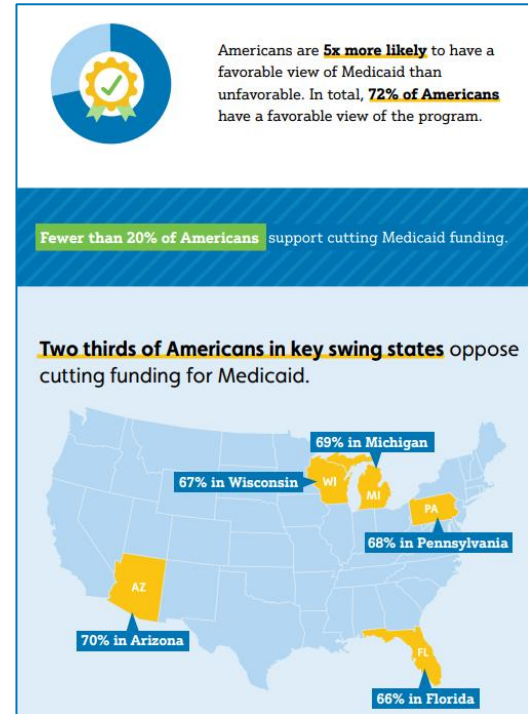 Americans are 5x more likely to have a
favorable view of Medicaid than
unfavorable. In total, 72% of Americans
have a favorable view of the program.
Fewer than 20% of Americans support cutting Medicaid funding.
Two thirds of Americans in key swing states oppose
cutting funding for Medicaid.
69% in Michigan
67% in Wisconsin
WI
MI
PA
68% in Pennsylvania
AZ
70% in Arizona
FL
66% in Florida